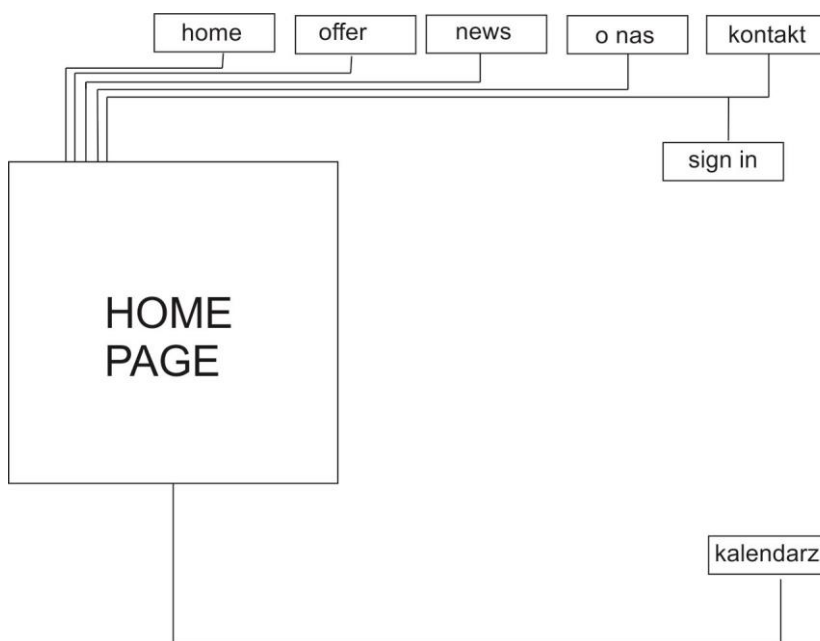 home
offer
news
o nas
kontakt
sign in
HOME
PAGE
kalendarz